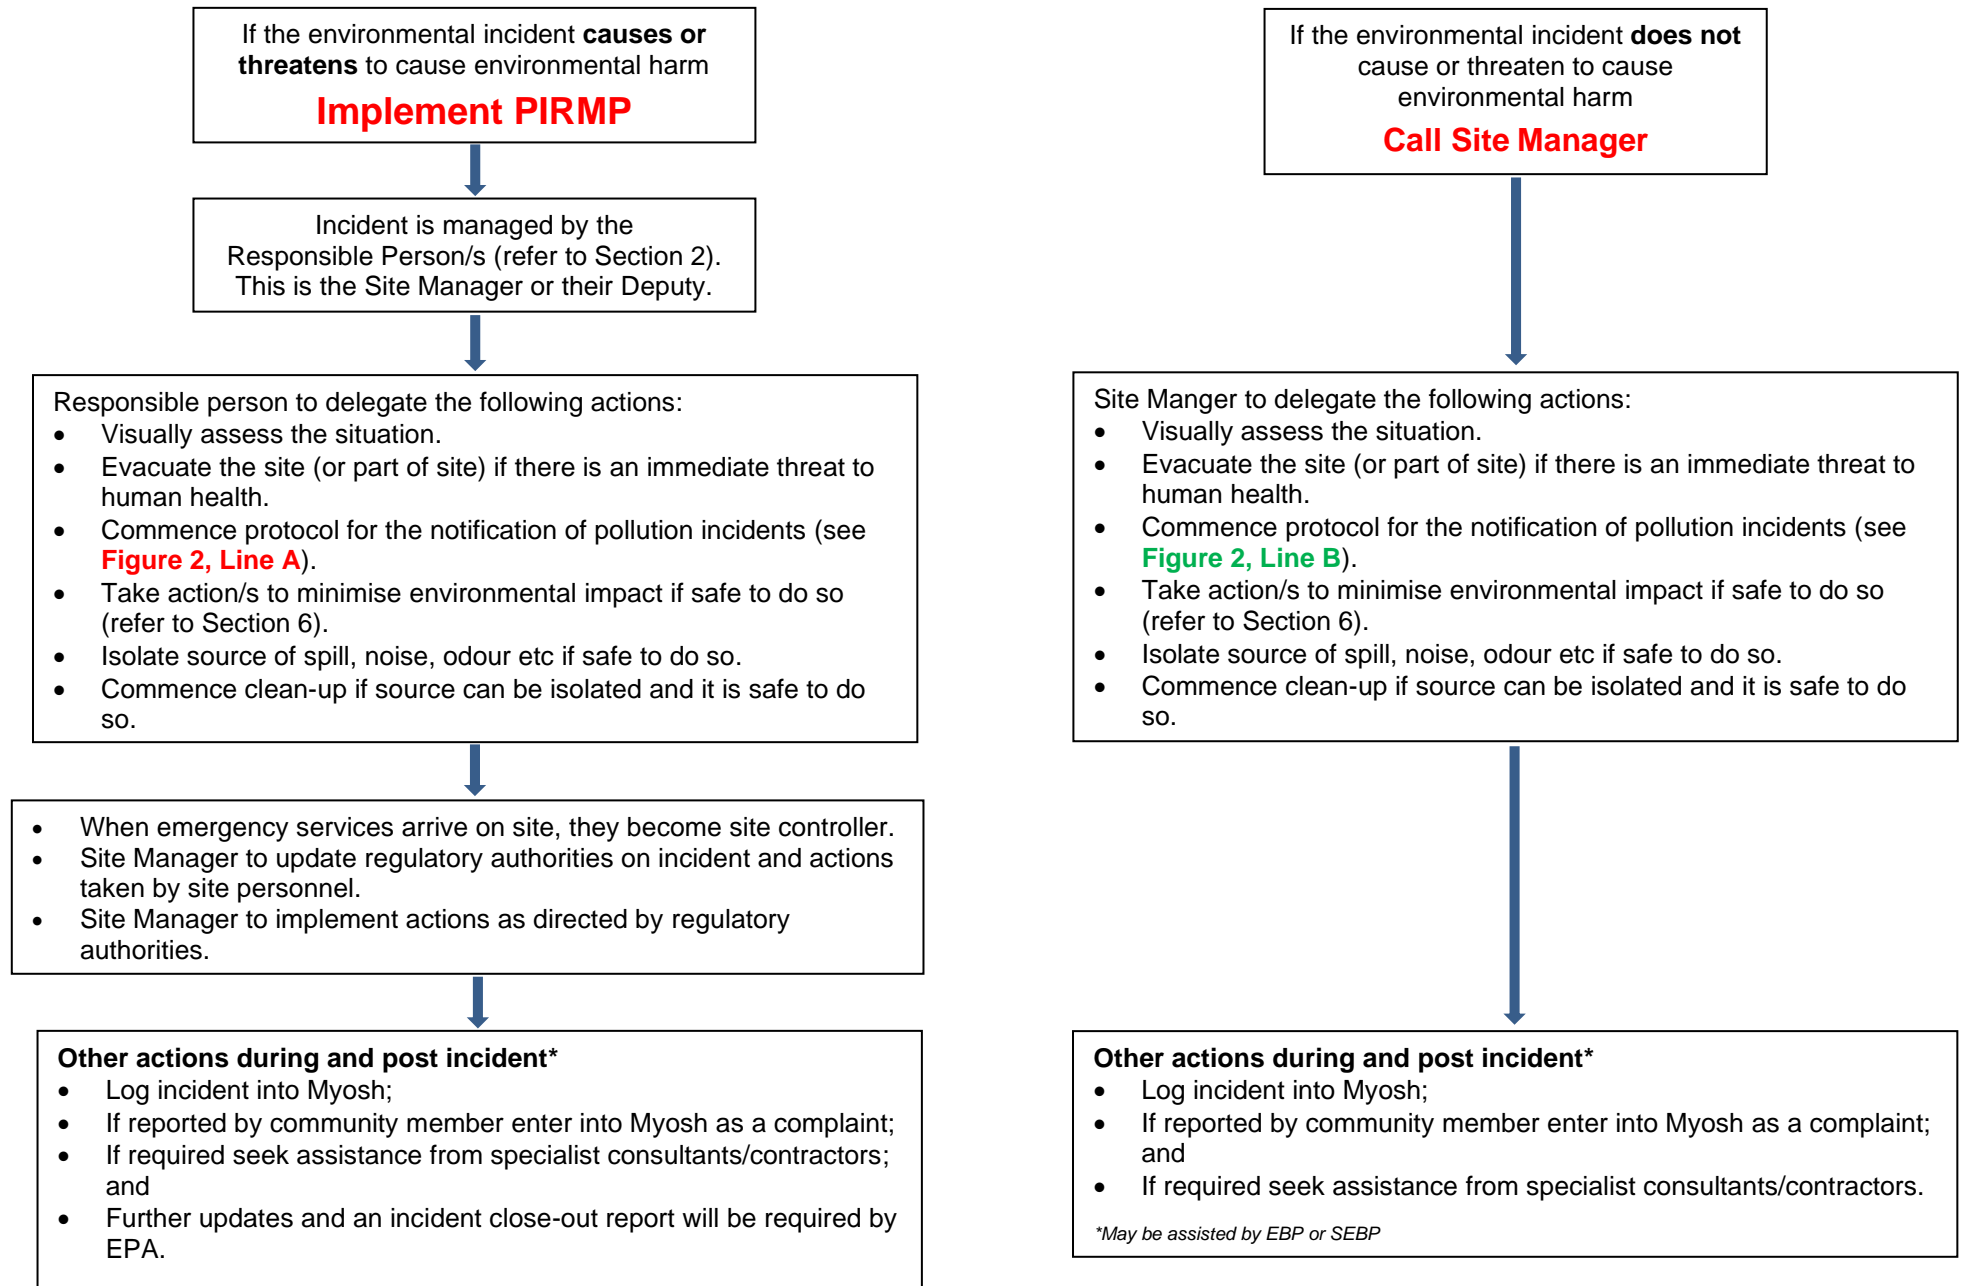 If the environmental incident causes or
threatens to cause environmental harm
Implement PIRMP
Incident is managed by the
Responsible Person/s (refer to Section 2).
This is the Site Manager or their Deputy.
Responsible person to delegate the following actions:
• Visually assess the situation.
• Evacuate the site (or part of site) if there is an immediate threat to
human health.
• Commence protocol for the notification of pollution incidents (see
Figure 2, Line A).
• Take action/s to minimise environmental impact if safe to do so
(refer to Section 6).
• Isolate source of spill, noise, odour etc if safe to do so.
• Commence clean-up if source can be isolated and it is safe to do
so.
• When emergency services arrive on site, they become site controller.
• Site Manager to update regulatory authorities on incident and actions
taken by site personnel.
• Site Manager to implement actions as directed by regulatory
authorities.
Other actions during and post incident*
• Log incident into Myosh;
• If reported by community member enter into Myosh as a complaint;
• If required seek assistance from specialist consultants/contractors;
and
• Further updates and an incident close-out report will be required by
EPA.
If the environmental incident does not
cause or threaten to cause
environmental harm
Call Site Manager
Site Manger to delegate the following actions:
• Visually assess the situation.
• Evacuate the site (or part of site) if there is an immediate threat to
human health.
• Commence protocol for the notification of pollution incidents (see
Figure 2, Line B).
• Take action/s to minimise environmental impact if safe to do so
(refer to Section 6).
• Isolate source of spill, noise, odour etc if safe to do so.
• Commence clean-up if source can be isolated and it is safe to do
so.
Other actions during and post incident*
• Log incident into Myosh;
• If reported by community member enter into Myosh as a complaint;
and
• If required seek assistance from specialist consultants/contractors.
*May be assisted by EBP or SEBP